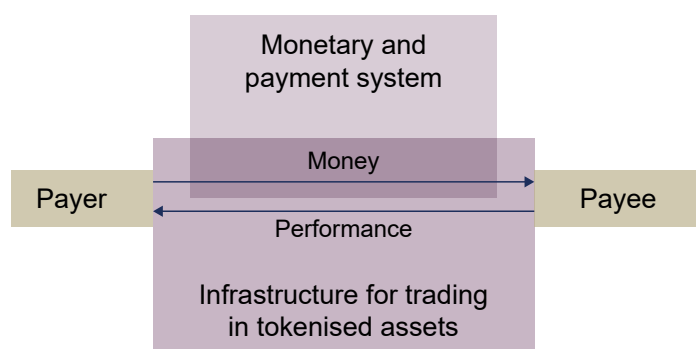 Monetary and
payment system
Money
Payer
Payee
Performance
Infrastructure for trading
in tokenised assets